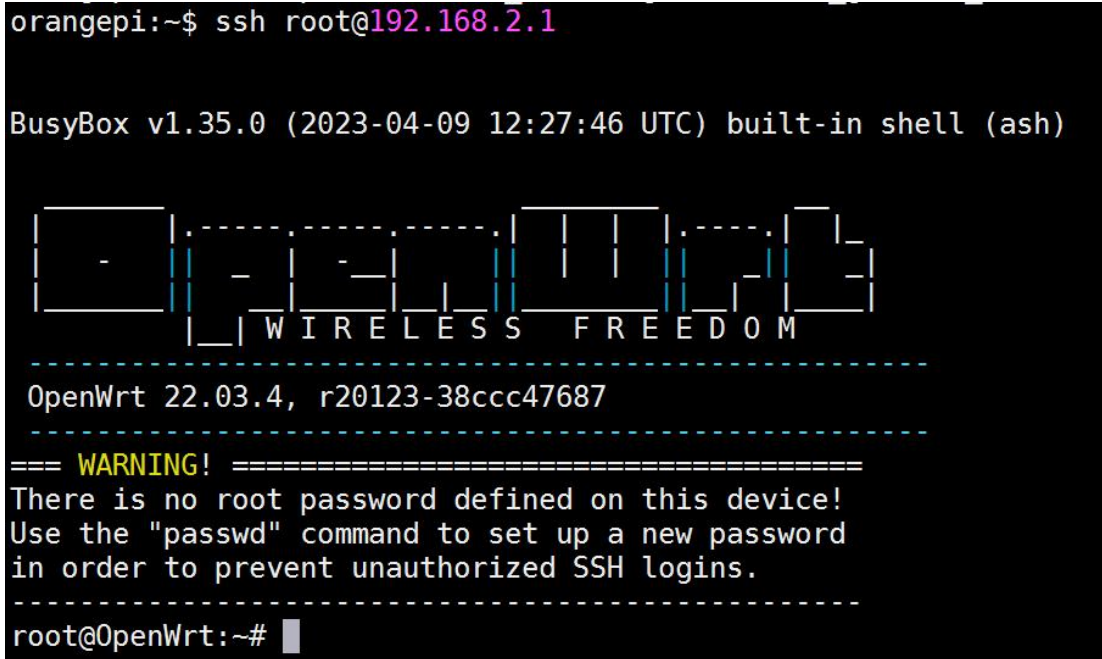 orangepi:~$ ssh root@192.168.2.1
BusyBox v1.35.0 (2023-04-09 12:27:46 UTC) built-in shell (ash)
OpenWrt
W I R E L E S S   F R E E D O M
-----------------------------------------------------
OpenWrt 22.03.4, r20123-38ccc47687
-----------------------------------------------------
=== WARNING! =====================================
There is no root password defined on this device!
Use the "passwd" command to set up a new password
in order to prevent unauthorized SSH logins.
--------------------------------------------------
root@OpenWrt:~#